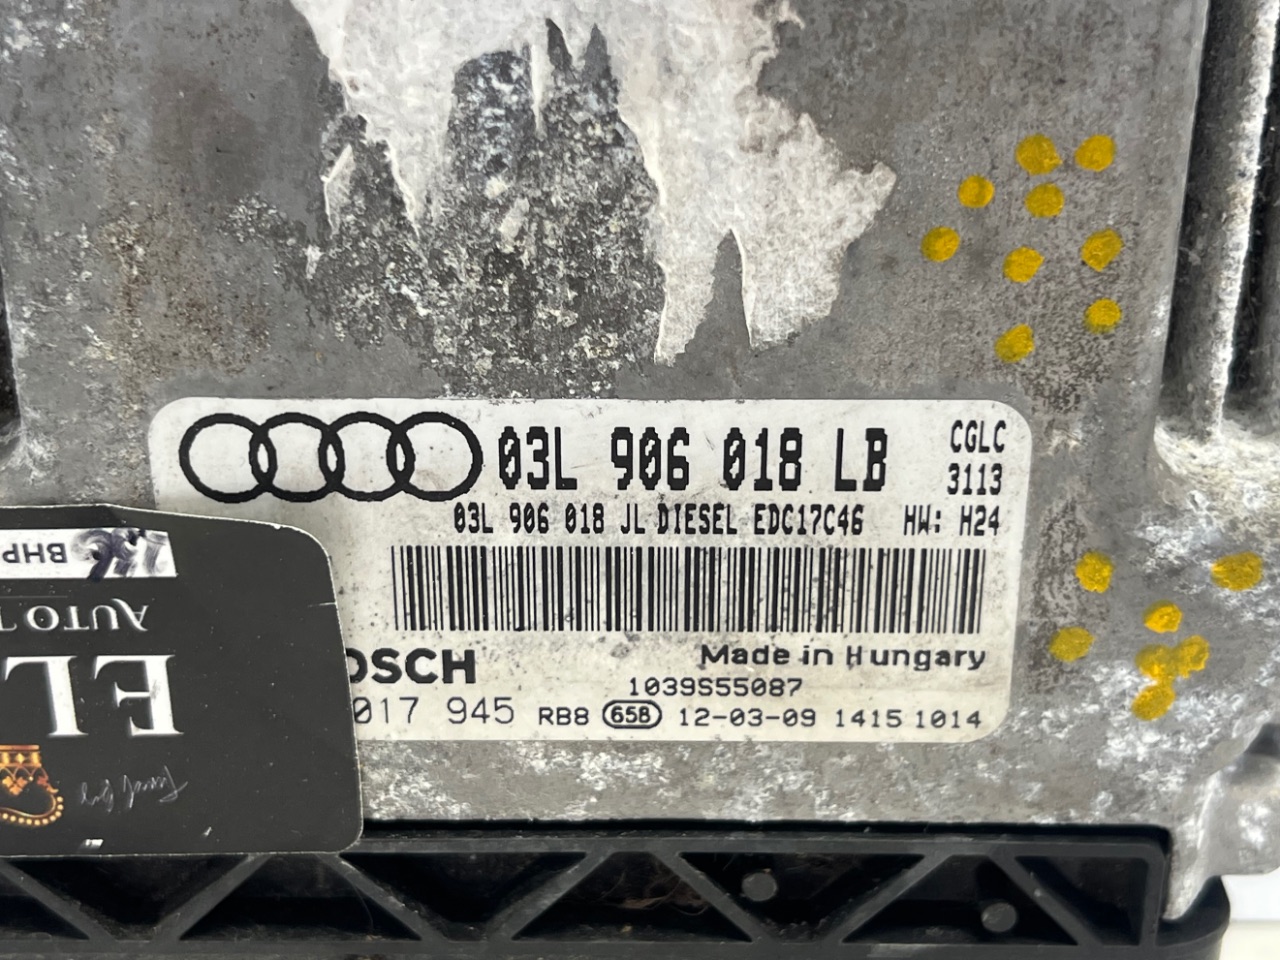 03L 906 018 LB
CGLC
3113
03L 906 018 JL DIESEL EDC17C46 HW: H24
OSCH
Made in Hungary
1039S55087
017 945 RB8 658 12-03-09 1415 1014
BHP
AUTO
EL